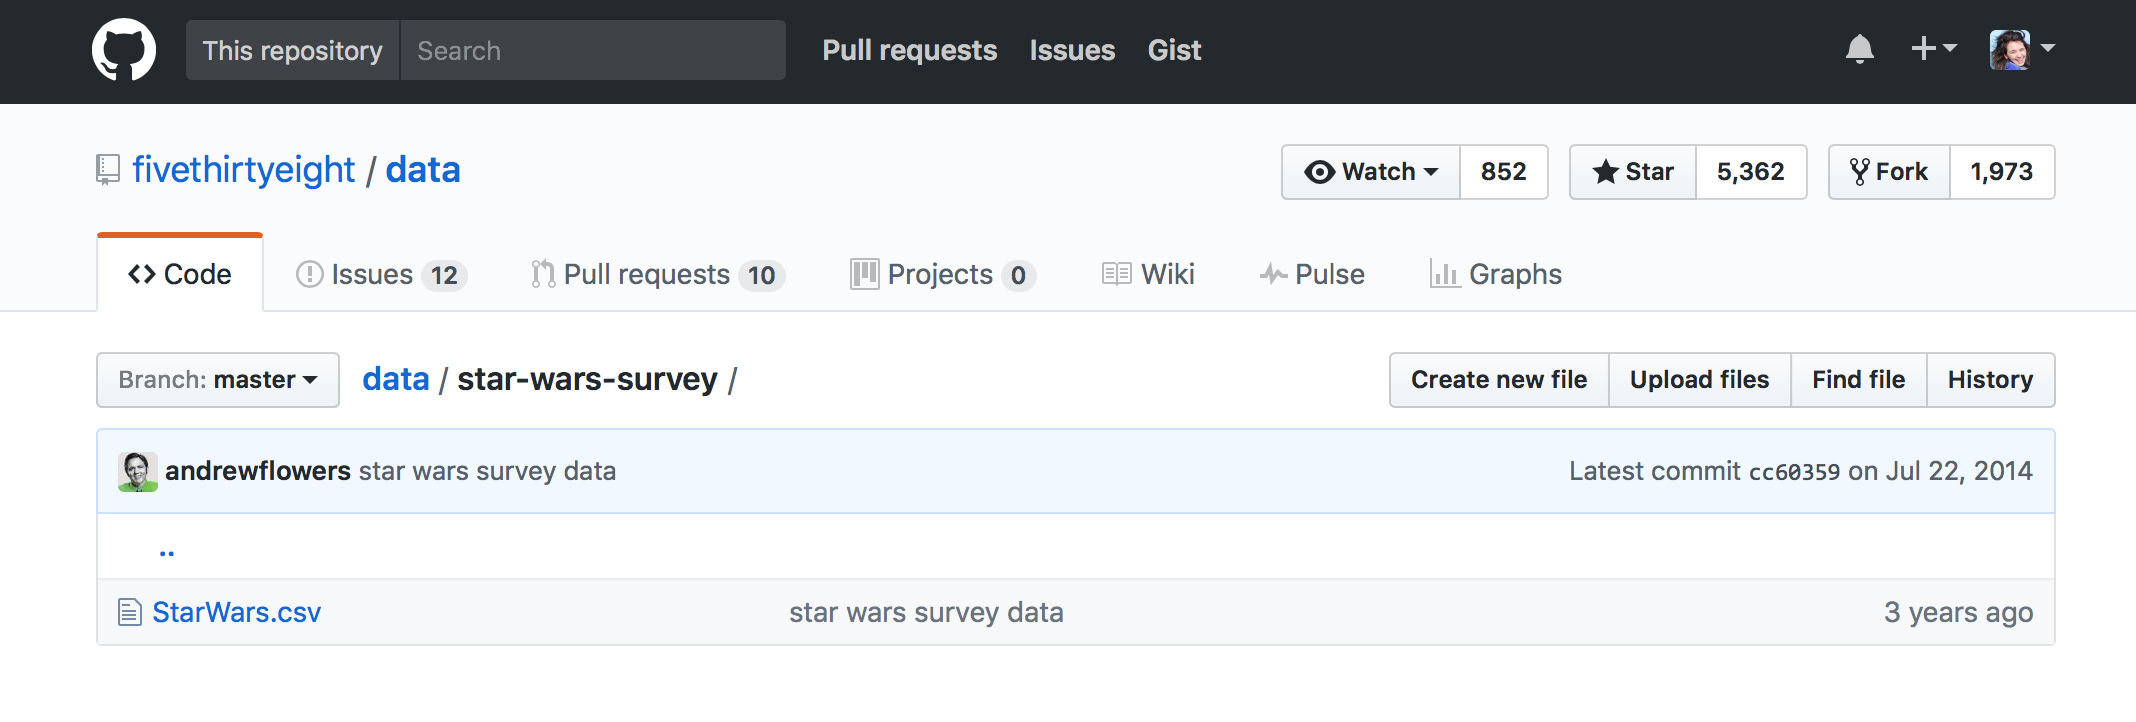 This repository Search Pull requests Issues Gist
fivethirtyeight / data Watch 852 Star 5,362 Fork 1,973
Code Issues 12 Pull requests 10 Projects 0 Wiki Pulse Graphs
Branch: master data / star-wars-survey / Create new file Upload files Find file History
andrewflowers star wars survey data Latest commit cc60359 on Jul 22, 2014
..
StarWars.csv star wars survey data 3 years ago